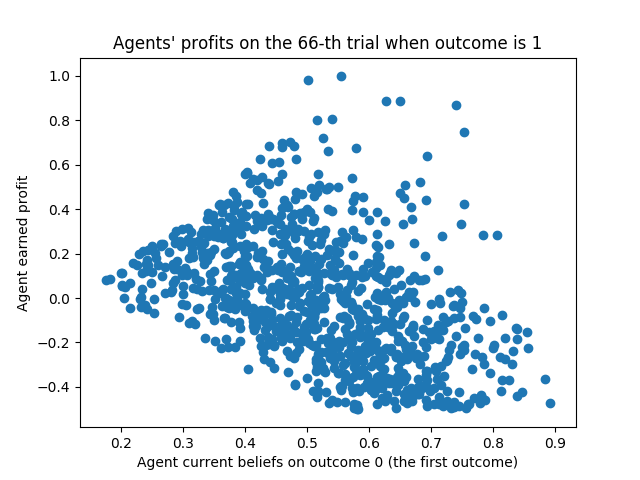 Agents' profits on the 66-th trial when outcome is 1
1.0
0.8
0.6
0.4
0.2
0.0
−0.2
−0.4
Agent earned profit
0.2 0.3 0.4 0.5 0.6 0.7 0.8 0.9
Agent current beliefs on outcome 0 (the first outcome)